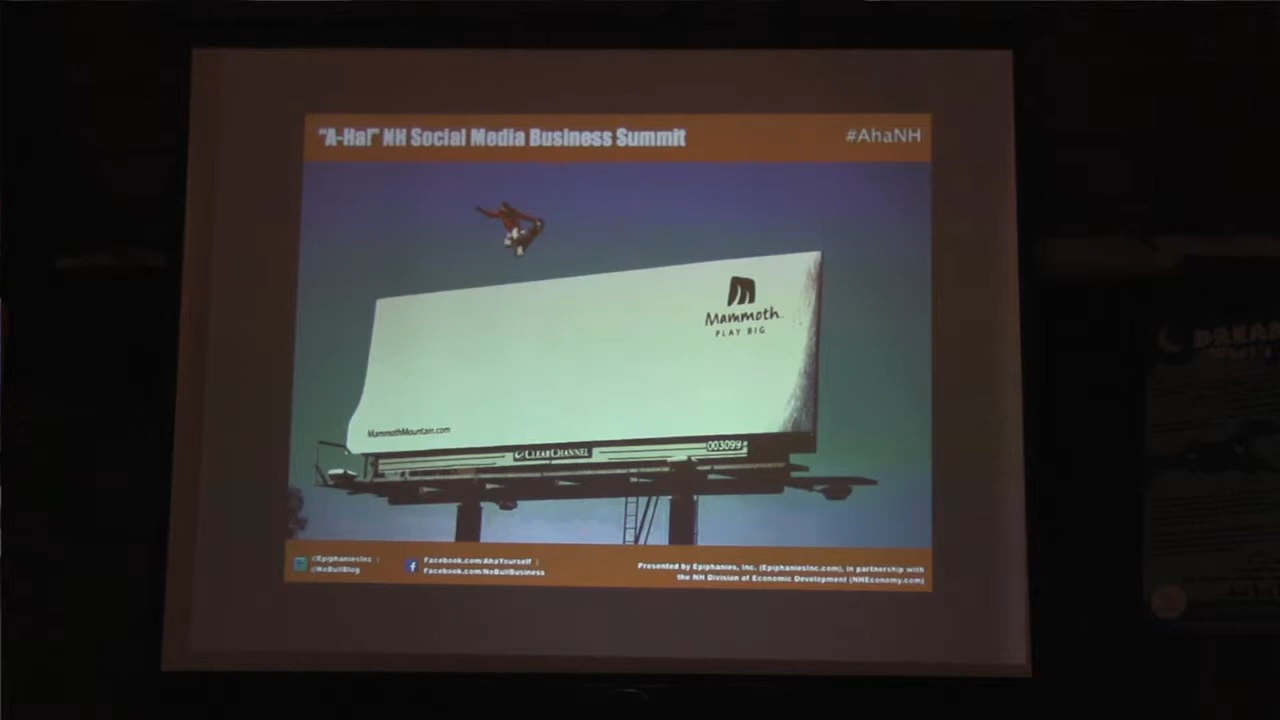 "A-Ha!" NH Social Media Business Summit
#AhaNH
Mammoth
PLAY BIG
MammothMountain.com
CLEARCHANNEL
003099
@EpiphaniesInc |
@NoBullBlog
Facebook.com/AhaYourself |
Facebook.com/NoBullBusiness
Presented by Epiphanies, Inc. (EpiphaniesInc.com), in partnership with
the NH Division of Economic Development (NHEconomy.com)
DREAM